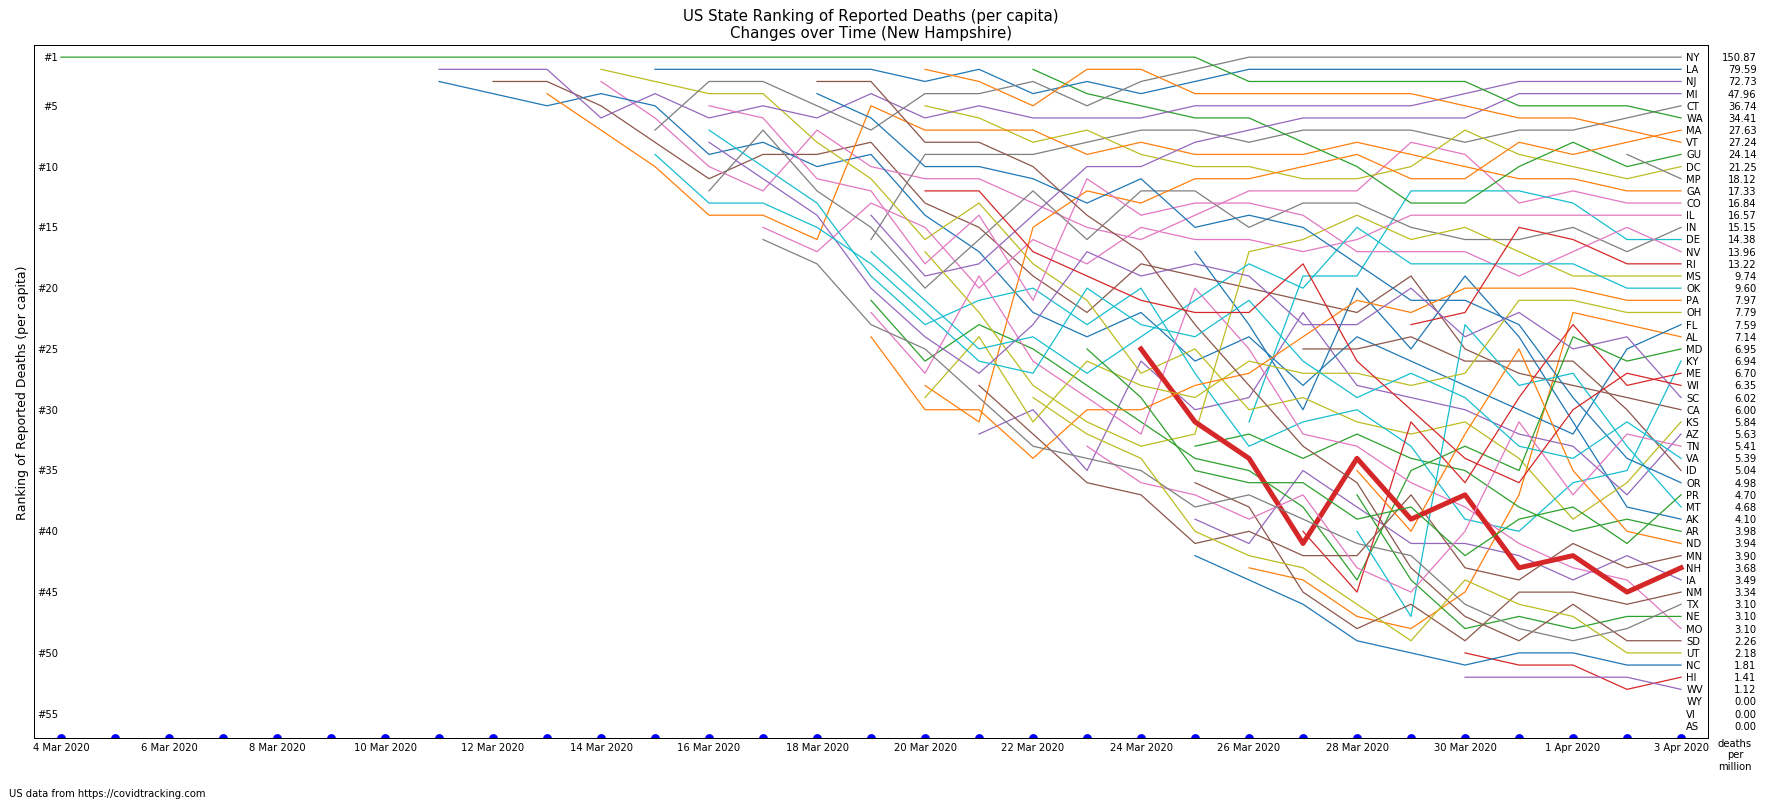 US State Ranking of Reported Deaths (per capita)
Changes over Time (New Hampshire)
Ranking of Reported Deaths (per capita)
#1
#5
#10
#15
#20
#25
#30
#35
#40
#45
#50
#55
NY 150.87
LA 79.59
NJ 72.73
MI 47.96
CT 36.74
WA 34.41
MA 27.63
VT 27.24
GU 24.14
DC 21.25
MP 18.12
GA 17.33
CO 16.84
IL 16.57
IN 15.15
DE 14.38
NV 13.96
RI 13.22
MS 9.74
OK 9.60
PA 7.97
OH 7.79
FL 7.59
AL 7.14
MD 6.95
KY 6.94
ME 6.70
WI 6.35
SC 6.02
CA 6.00
KS 5.84
AZ 5.63
TN 5.41
VA 5.39
ID 5.04
OR 4.98
PR 4.70
MT 4.68
AK 4.10
AR 3.98
ND 3.94
MN 3.90
NH 3.68
IA 3.49
NM 3.34
TX 3.10
NE 3.10
MO 3.10
SD 2.26
UT 2.18
NC 1.81
HI 1.41
WV 1.12
WY 0.00
VI 0.00
AS 0.00
4 Mar 2020 6 Mar 2020 8 Mar 2020 10 Mar 2020 12 Mar 2020 14 Mar 2020 16 Mar 2020 18 Mar 2020 20 Mar 2020 22 Mar 2020 24 Mar 2020 26 Mar 2020 28 Mar 2020 30 Mar 2020 1 Apr 2020 3 Apr 2020
deaths
per
million
US data from https://covidtracking.com